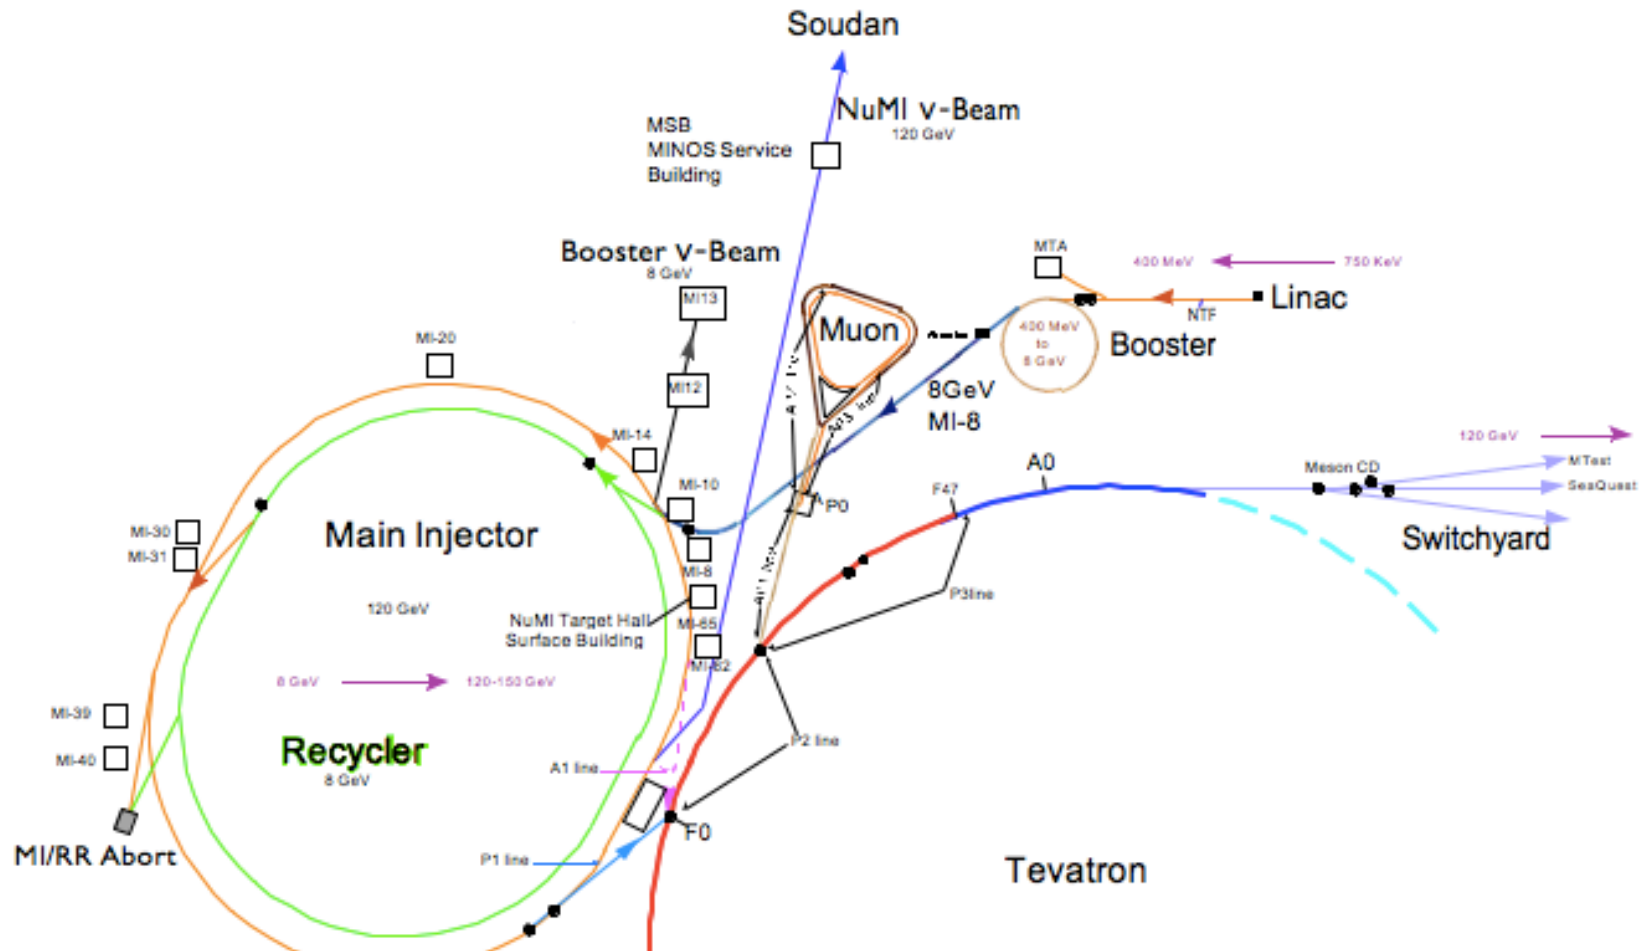 Soudan
NuMI ν-Beam
120 GeV
MSB
MINOS Service
Building
Booster ν-Beam
8 GeV
MI13
MI12
MTA
400 MeV
750 KeV
Linac
NTF
400 MeV
to
8 GeV
Booster
Muon
8GeV
MI-8
MI-20
MI-14
MI-10
AP3 line
P0
F47
A0
120 GeV
Meson CD
MTest
SeaQuest
Switchyard
MI-30
MI-31
Main Injector
MI-8
120 GeV
NuMI Target Hall
Surface Building
MI-65
MI-62
P3line
8 GeV
120-150 GeV
MI-39
MI-40
Recycler
8 GeV
A1 line
P2 line
F0
MI/RR Abort
P1 line
Tevatron